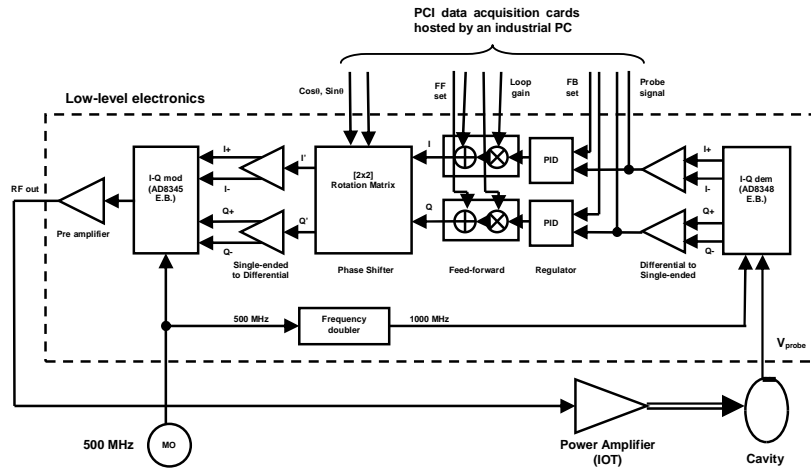 PCI data acquisition cards
hosted by an industrial PC
Cosθ, Sinθ
FF
set
Loop
gain
FB
set
Probe
signal
Low-level electronics
RF out
Pre amplifier
I-Q mod
(AD8345
E.B.)
I+
I-
Q+
Q-
Single-ended
to Differential
I'
Q'
[2x2]
Rotation Matrix
Phase Shifter
I
Q
Feed-forward
PID
PID
Regulator
Differential to
Single-ended
I+
I-
Q+
Q-
I-Q dem
(AD8348
E.B.)
500 MHz
Frequency
doubler
1000 MHz
Vprobe
500 MHz
MO
Power Amplifier
(IOT)
Cavity